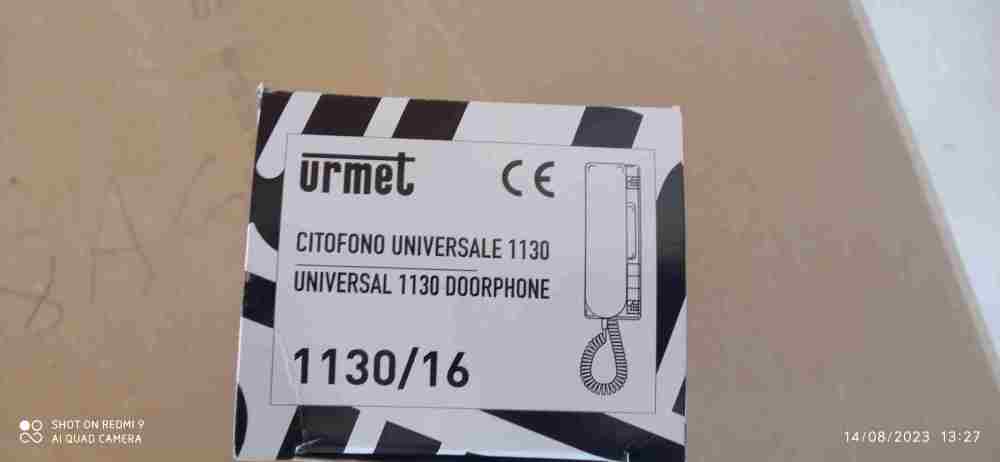 urmet CE
CITOFONO UNIVERSALE 1130
UNIVERSAL 1130 DOORPHONE
1130/16
SHOT ON REDMI 9
AI QUAD CAMERA
14/08/2023 13:27